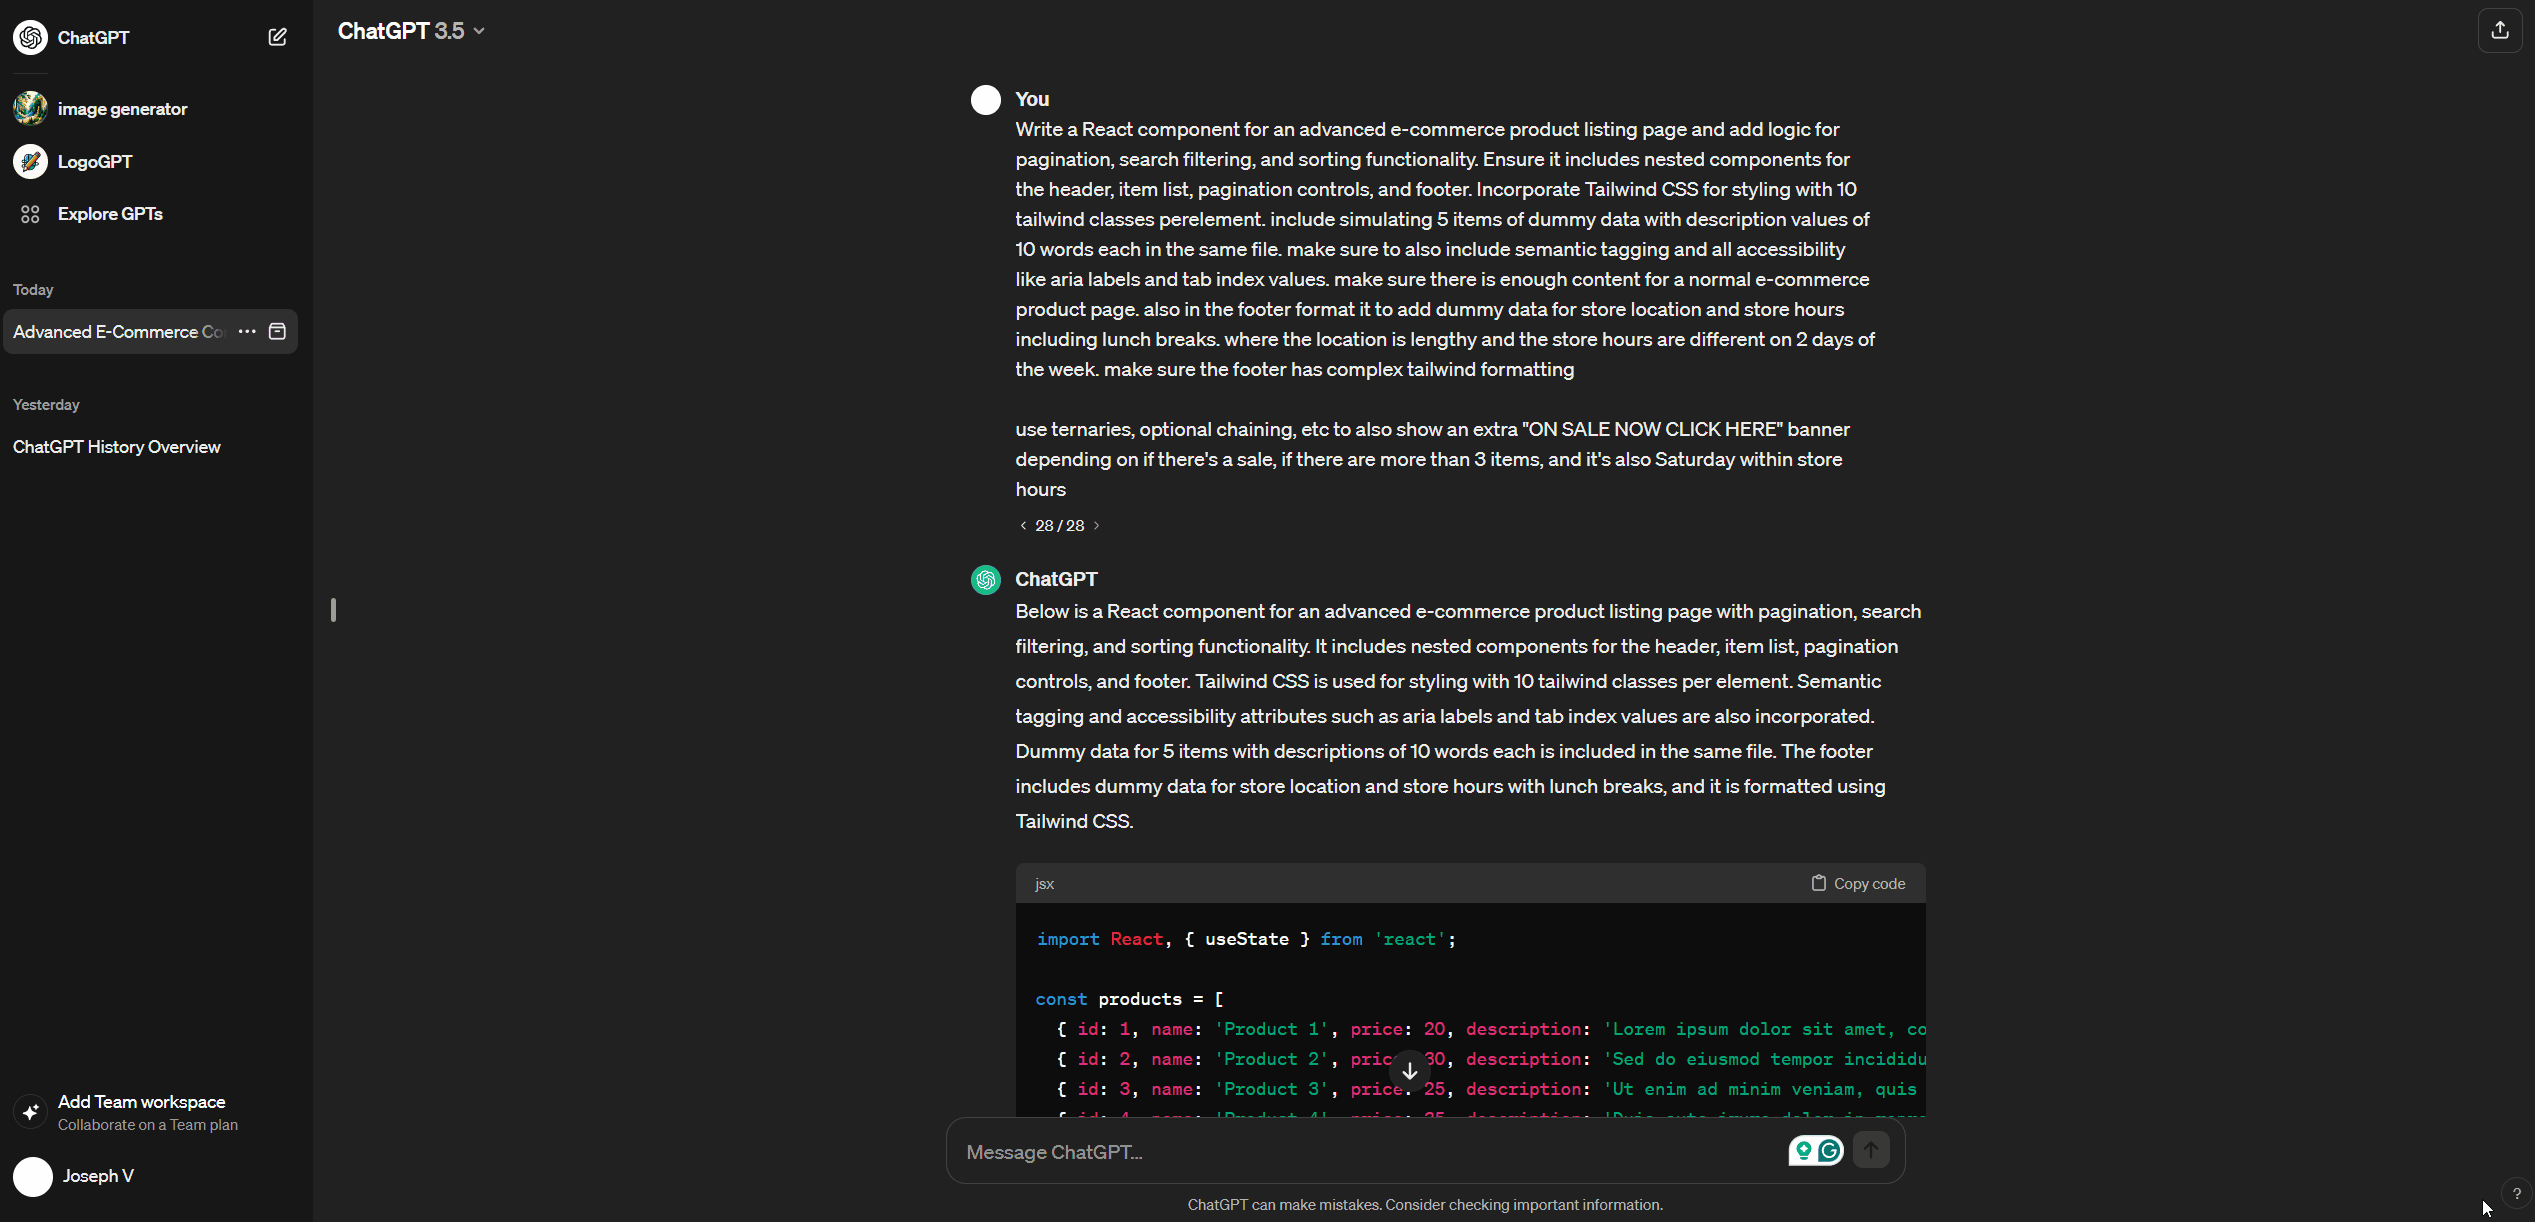 ChatGPT
image generator
LogoGPT
Explore GPTs
Today
Advanced E-Commerce Co
Yesterday
ChatGPT History Overview
Add Team workspace
Collaborate on a Team plan
Joseph V
ChatGPT 3.5
You
Write a React component for an advanced e-commerce product listing page and add logic for
pagination, search filtering, and sorting functionality. Ensure it includes nested components for
the header, item list, pagination controls, and footer. Incorporate Tailwind CSS for styling with 10
tailwind classes perelement. include simulating 5 items of dummy data with description values of
10 words each in the same file. make sure to also include semantic tagging and all accessibility
like aria labels and tab index values. make sure there is enough content for a normal e-commerce
product page. also in the footer format it to add dummy data for store location and store hours
including lunch breaks. where the location is lengthy and the store hours are different on 2 days of
the week. make sure the footer has complex tailwind formatting
use ternaries, optional chaining, etc to also show an extra "ON SALE NOW CLICK HERE" banner
depending on if there's a sale, if there are more than 3 items, and it's also Saturday within store
hours
< 28 / 28 >
ChatGPT
Below is a React component for an advanced e-commerce product listing page with pagination, search
filtering, and sorting functionality. It includes nested components for the header, item list, pagination
controls, and footer. Tailwind CSS is used for styling with 10 tailwind classes per element. Semantic
tagging and accessibility attributes such as aria labels and tab index values are also incorporated.
Dummy data for 5 items with descriptions of 10 words each is included in the same file. The footer
includes dummy data for store location and store hours with lunch breaks, and it is formatted using
Tailwind CSS.
jsx
Copy code
import React, { useState } from 'react';
const products = [
{ id: 1, name: 'Product 1', price: 20, description: 'Lorem ipsum dolor sit amet, co
{ id: 2, name: 'Product 2', pric 30, description: 'Sed do eiusmod tempor incididu
{ id: 3, name: 'Product 3', price: 25, description: 'Ut enim ad minim veniam, quis
Message ChatGPT...
ChatGPT can make mistakes. Consider checking important information.
?